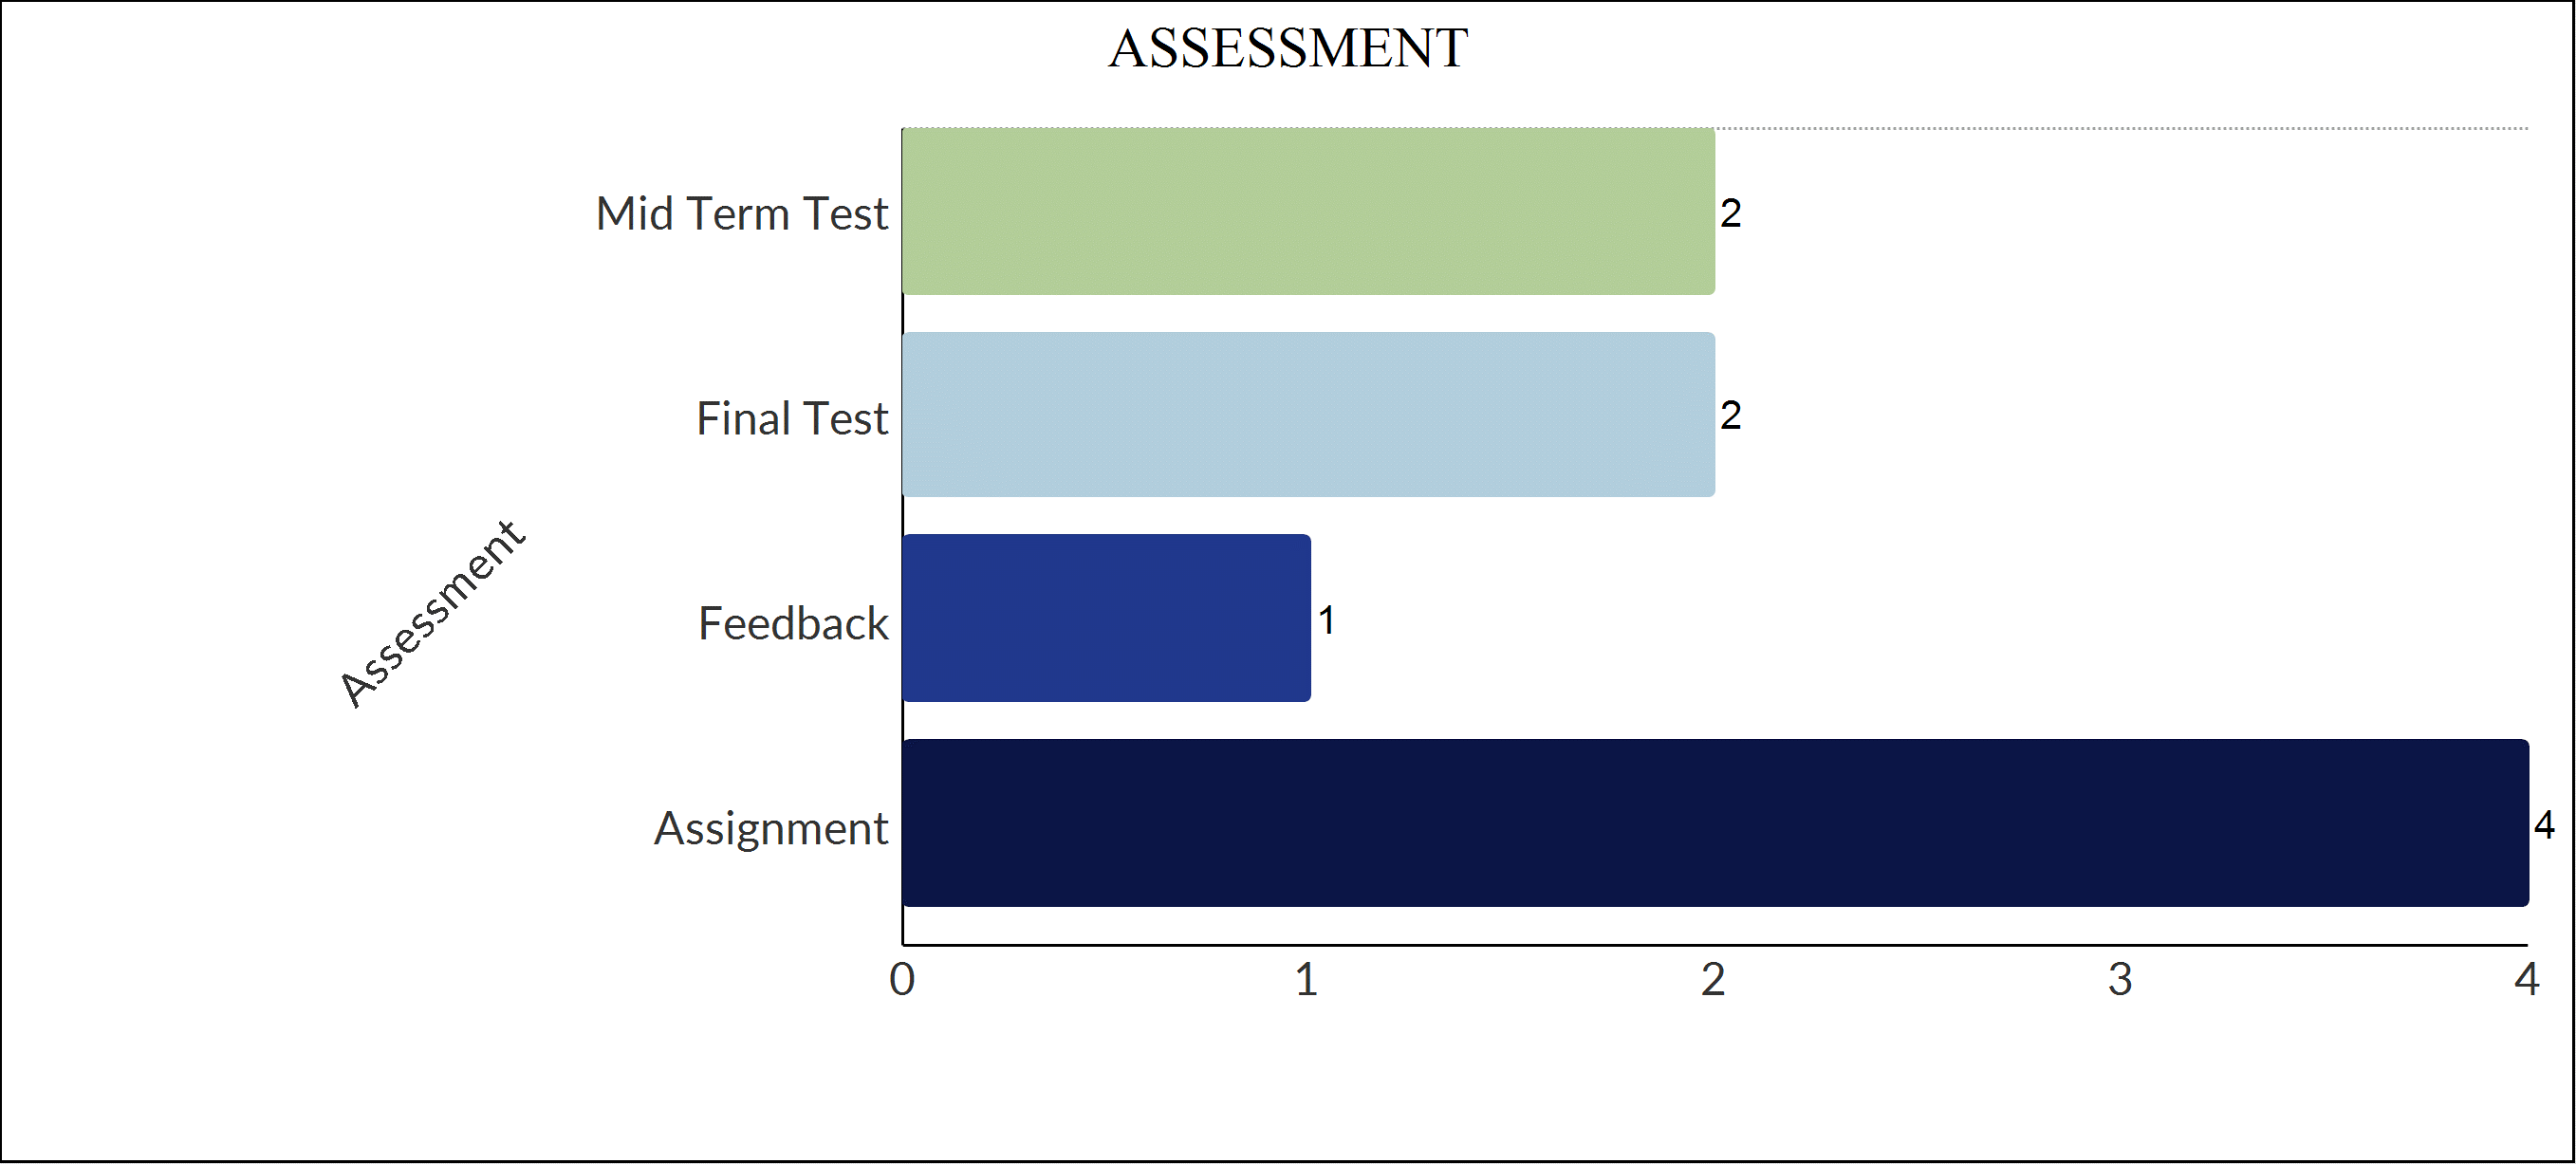 ASSESSMENT
Mid Term Test
2
Final Test
2
Assessment
Feedback
1
Assignment
4
0 1 2 3 4